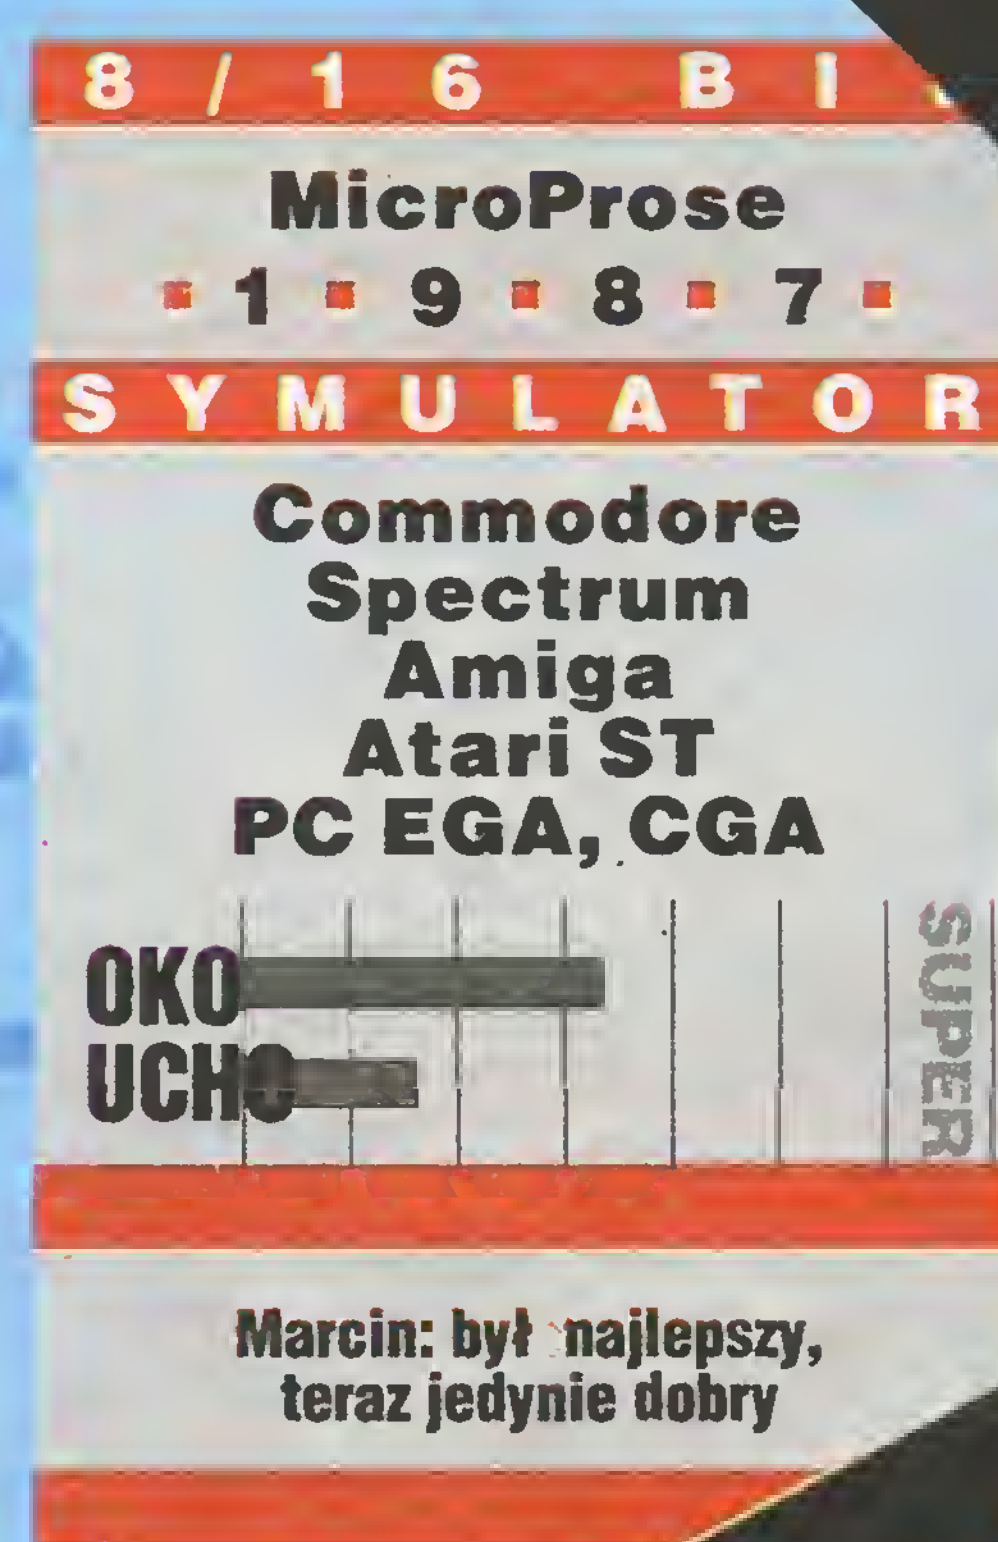 8 / 1 6 B I
MicroProse
1 9 8 7
S Y M U L A T O R
Commodore
Spectrum
Amiga
Atari ST
PC EGA, CGA
OKO
UCHO
SUPER
Marcin: był najlepszy,
teraz jedynie dobry